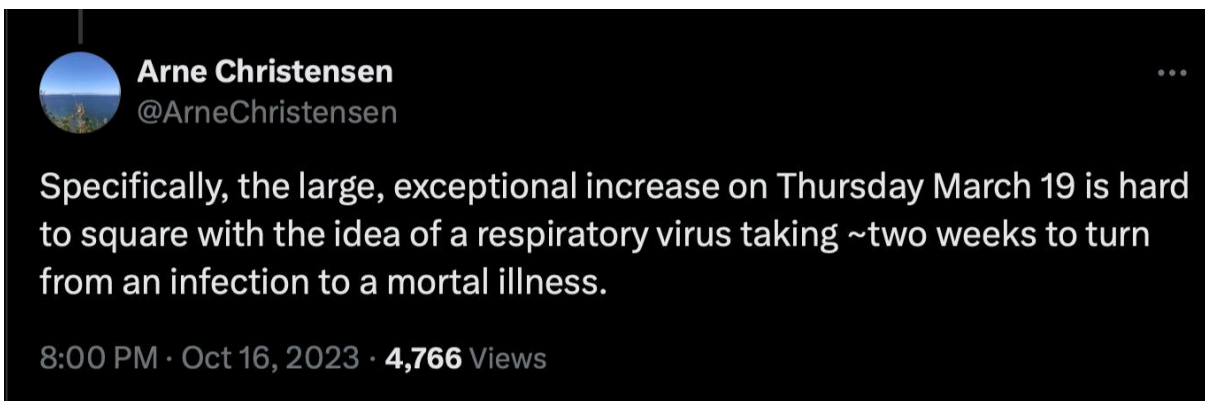 Arne Christensen
@ArneChristensen
Specifically, the large, exceptional increase on Thursday March 19 is hard
to square with the idea of a respiratory virus taking ~two weeks to turn
from an infection to a mortal illness.
8:00 PM · Oct 16, 2023 · 4,766 Views